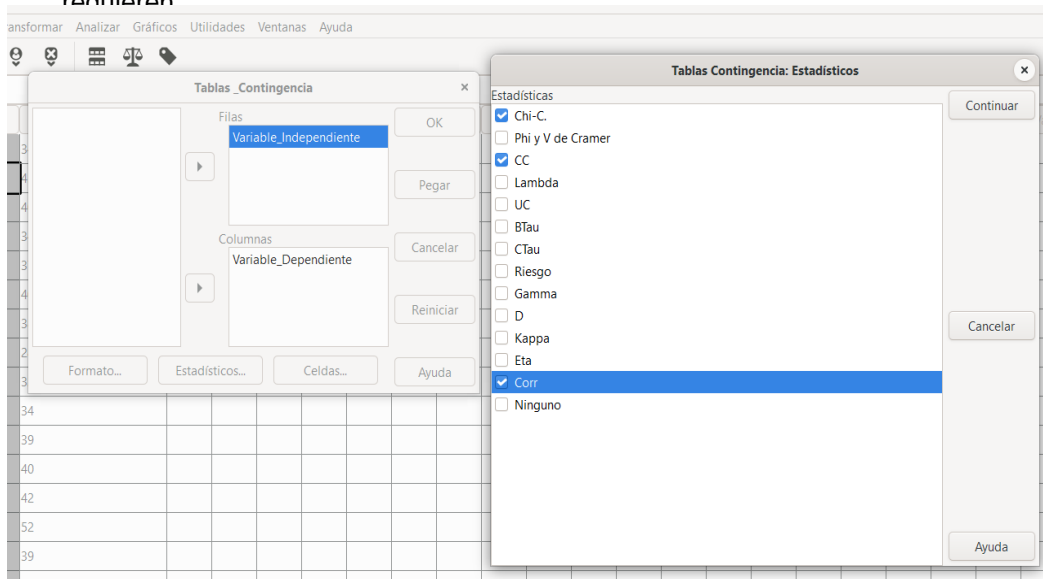 requieren
ansformar Analizar Gráficos Utilidades Ventanas Ayuda
Tablas _Contingencia
Filas
Variable_Independiente
OK
Pegar
Columnas
Variable_Dependiente
Cancelar
Reiniciar
Formato...
Estadísticos...
Celdas...
Ayuda
34
39
40
42
52
39
Tablas Contingencia: Estadísticos
Estadísticas
Chi-C.
Phi y V de Cramer
CC
Lambda
UC
BTau
CTau
Riesgo
Gamma
D
Kappa
Eta
Corr
Ninguno
Continuar
Cancelar
Ayuda